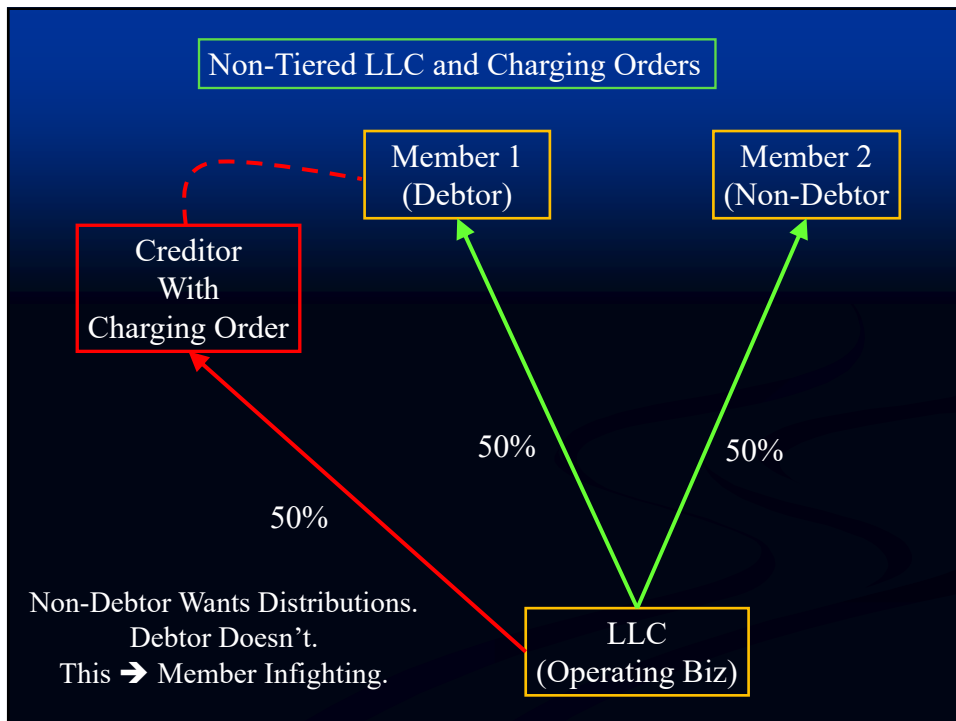 Non-Tiered LLC and Charging Orders
Member 1
(Debtor)
Member 2
(Non-Debtor
Creditor
With
Charging Order
50%
50%
50%
Non-Debtor Wants Distributions.
Debtor Doesn’t.
This ➔ Member Infighting.
LLC
(Operating Biz)